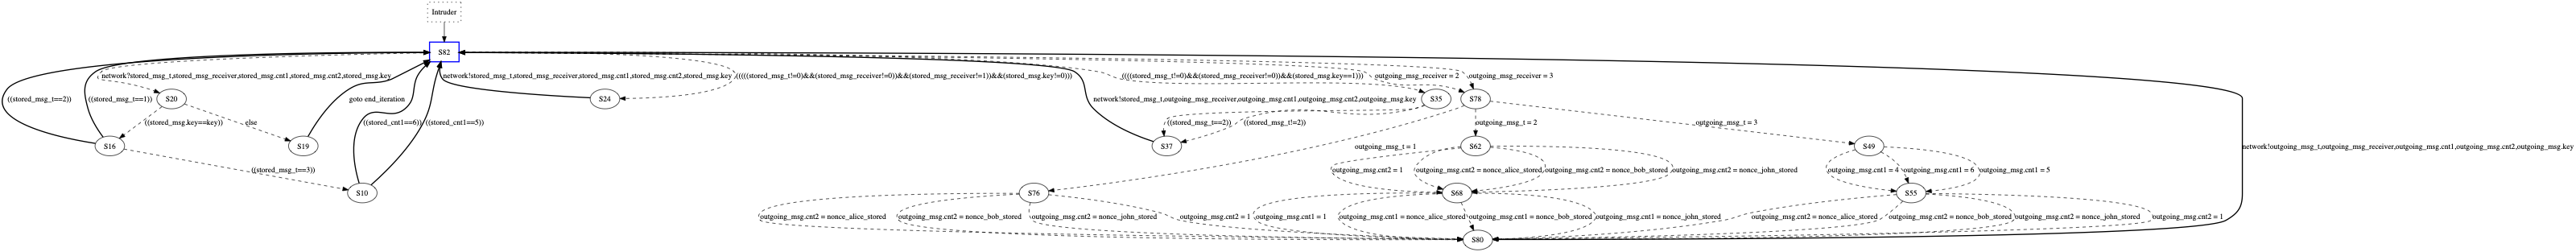 Intruder
S82
network?stored_msg_t,stored_msg_receiver,stored_msg.cnt1,stored_msg.cnt2,stored_msg.key
network!stored_msg_t,stored_msg_receiver,stored_msg.cnt1,stored_msg.cnt2,stored_msg.key
(((((stored_msg_t!=0)&&(stored_msg_receiver!=0))&&(stored_msg_receiver!=1))&&(stored_msg.key!=0)))
((((stored_msg_t!=0)&&(stored_msg_receiver!=0))&&(stored_msg.key==1)))
outgoing_msg_receiver = 2
outgoing_msg_receiver = 3
((stored_msg_t==2))
((stored_msg_t==1))
S20
goto end_iteration
S24
network!stored_msg_t,outgoing_msg_receiver,outgoing_msg.cnt1,outgoing_msg.cnt2,outgoing_msg.key
S35
S78
((stored_msg.key==key))
else
((stored_cnt1==6))
((stored_cnt1==5))
((stored_msg_t==2))
((stored_msg_t!=2))
outgoing_msg_t = 2
outgoing_msg_t = 3
S16
S19
S37
outgoing_msg_t = 1
S62
S49
network!outgoing_msg_t,outgoing_msg_receiver,outgoing_msg.cnt1,outgoing_msg.cnt2,outgoing_msg.key
((stored_msg_t==3))
outgoing_msg.cnt2 = 1
outgoing_msg.cnt2 = nonce_alice_stored
outgoing_msg.cnt2 = nonce_bob_stored
outgoing_msg.cnt2 = nonce_john_stored
outgoing_msg.cnt1 = 4
outgoing_msg.cnt1 = 6
outgoing_msg.cnt1 = 5
S10
S76
S68
S55
outgoing_msg.cnt2 = nonce_alice_stored
outgoing_msg.cnt2 = nonce_bob_stored
outgoing_msg.cnt2 = nonce_john_stored
outgoing_msg.cnt2 = 1
outgoing_msg.cnt1 = 1
outgoing_msg.cnt1 = nonce_alice_stored
outgoing_msg.cnt1 = nonce_bob_stored
outgoing_msg.cnt1 = nonce_john_stored
outgoing_msg.cnt2 = nonce_alice_stored
outgoing_msg.cnt2 = nonce_bob_stored
outgoing_msg.cnt2 = nonce_john_stored
outgoing_msg.cnt2 = 1
S80